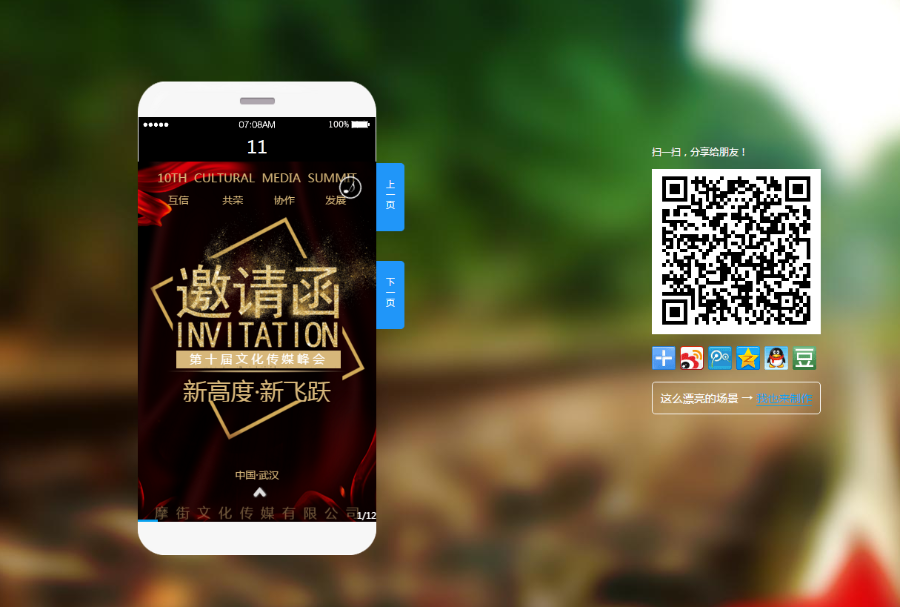 07:08AM
100%
11
10TH CULTURAL MEDIA SUMMIT
互信 共荣 协作 发展
邀请函
INVITATION
第十届文化传媒峰会
新高度·新飞跃
中国·武汉
摩街文化传媒有限公司
1/12
上一页
下一页
扫一扫，分享给朋友！
豆
这么漂亮的场景 → 我也来制作